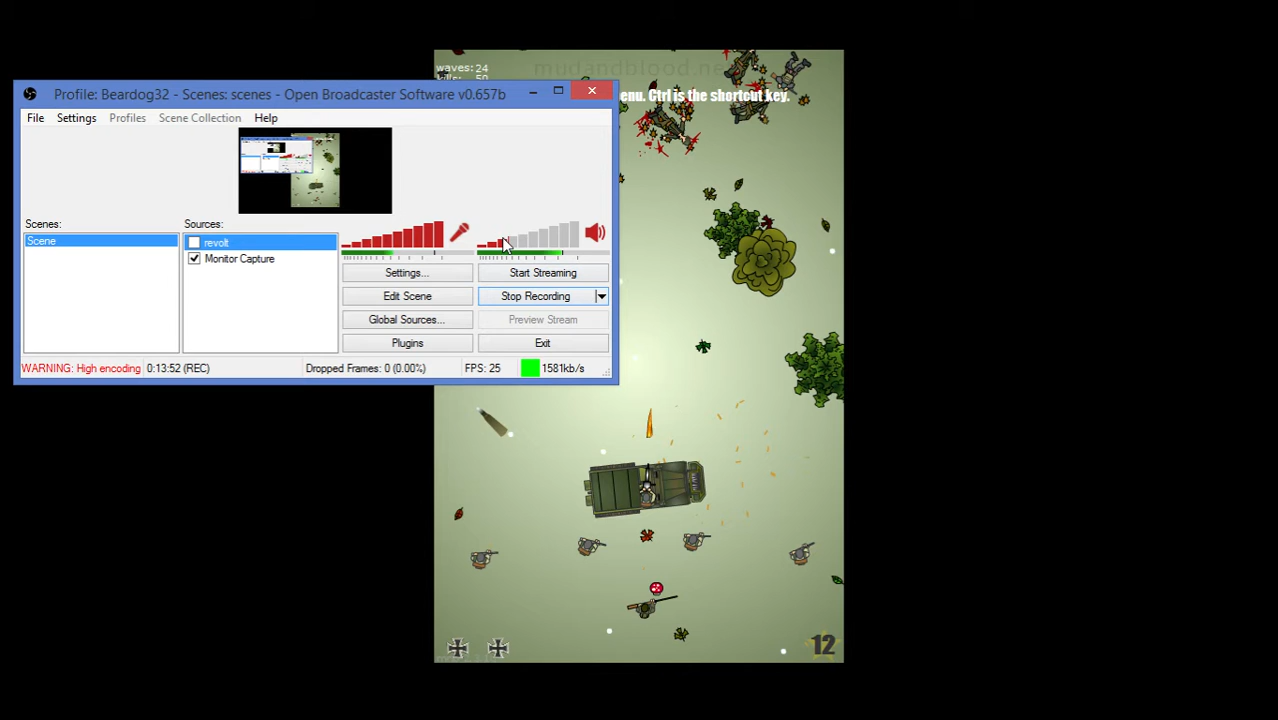 waves:24
mudandblood.ne
Profile: Beardog32 - Scenes: scenes - Open Broadcaster Software v0.657b
enu. Ctrl is the shortcut key.
File Settings Profiles Scene Collection Help
Scenes:
Scene
Sources:
revolt
Monitor Capture
Settings...
Start Streaming
Edit Scene
Stop Recording
Global Sources...
Preview Stream
Plugins
Exit
WARNING: High encoding
0:13:52 (REC)
Dropped Frames: 0 (0.00%)
FPS: 25
1581kb/s
12